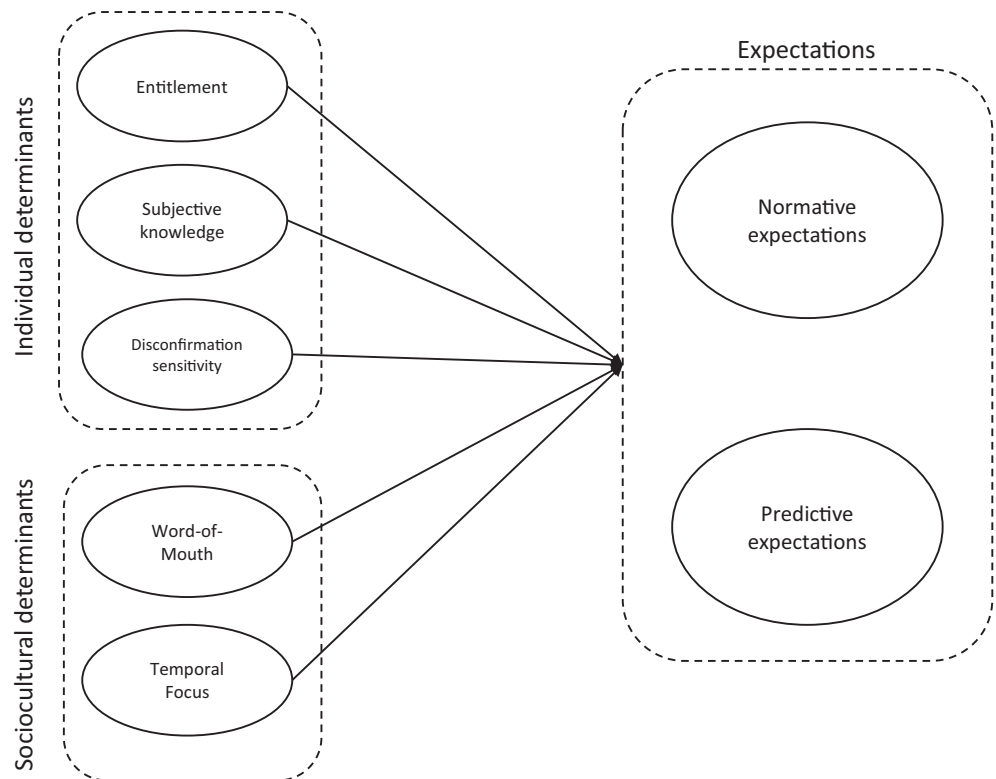 Individual determinants
Entitlement
Subjective
knowledge
Disconfirmation
sensitivity
Sociocultural determinants
Word-of-
Mouth
Temporal
Focus
Expectations
Normative
expectations
Predictive
expectations